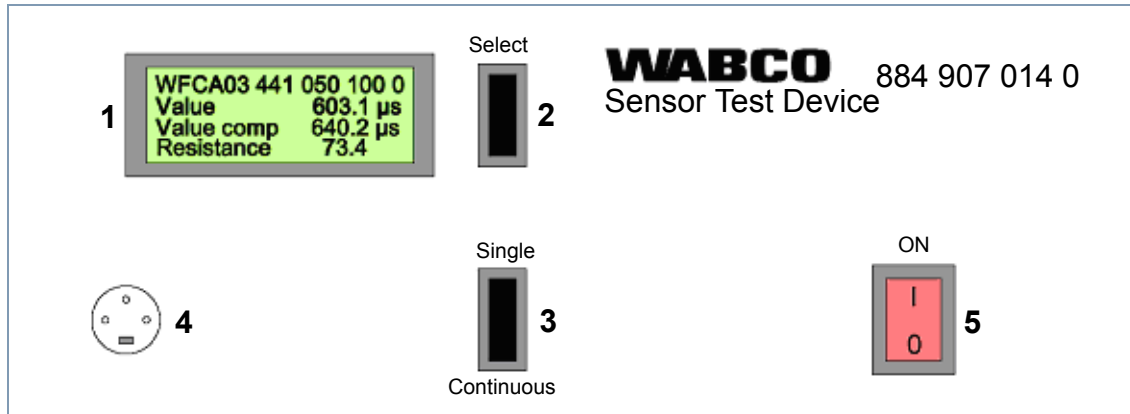 Select
WABCO 884 907 014 0
Sensor Test Device
1
WFCA03 441 050 100 0
Value 603.1 µs
Value comp 640.2 µs
Resistance 73.4
2
Single
ON
4
3
I
0
5
Continuous